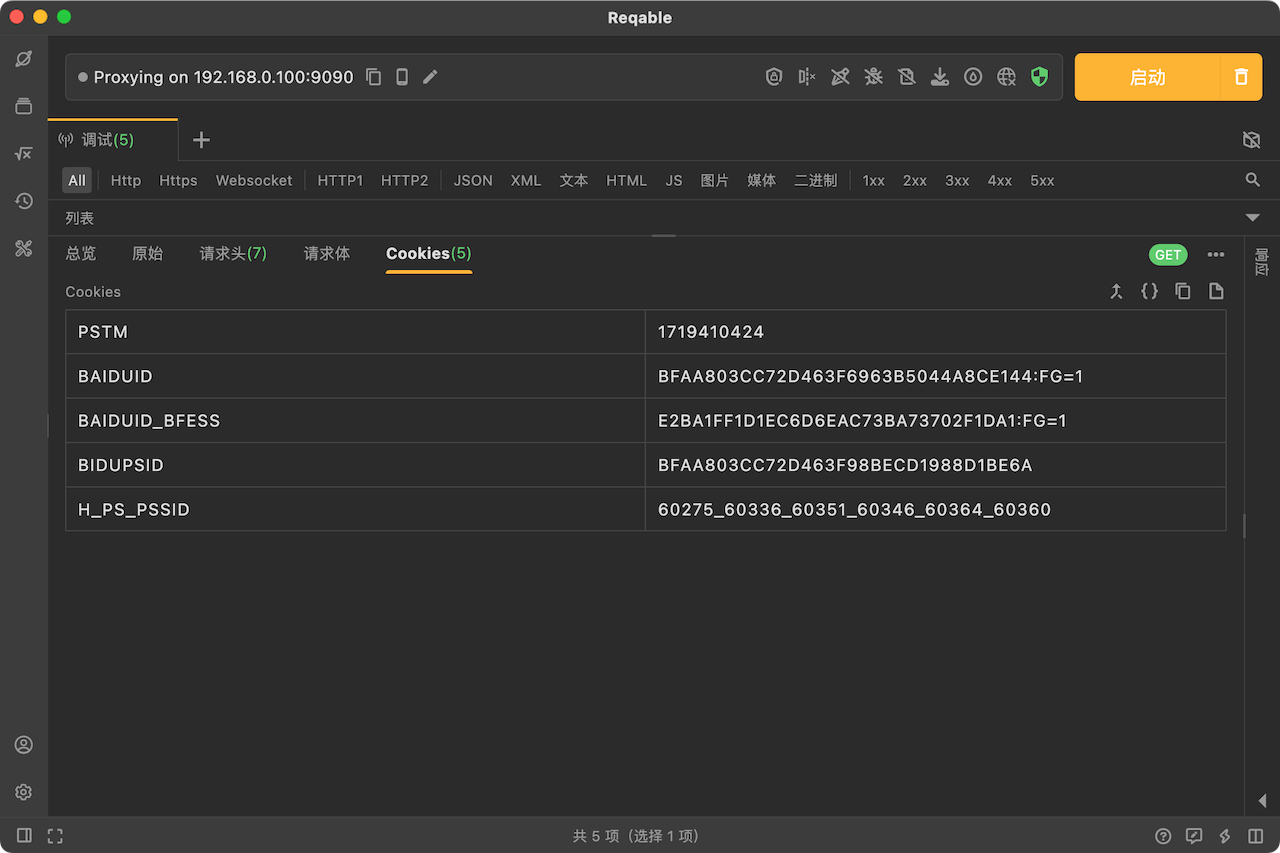 Reqable
Proxying on 192.168.0.100:9090
启动
调试(5)
All Http Https Websocket HTTP1 HTTP2 JSON XML 文本 HTML JS 图片 媒体 二进制 1xx 2xx 3xx 4xx 5xx
列表
总览 原始 请求头(7) 请求体 Cookies(5) GET
响应
Cookies
PSTM 1719410424
BAIDUID BFAA803CC72D463F6963B5044A8CE144:FG=1
BAIDUID_BFESS E2BA1FF1D1EC6D6EAC73BA73702F1DA1:FG=1
BIDUPSID BFAA803CC72D463F98BECD1988D1BE6A
H_PS_PSSID 60275_60336_60351_60346_60364_60360
共 5 项（选择 1 项）